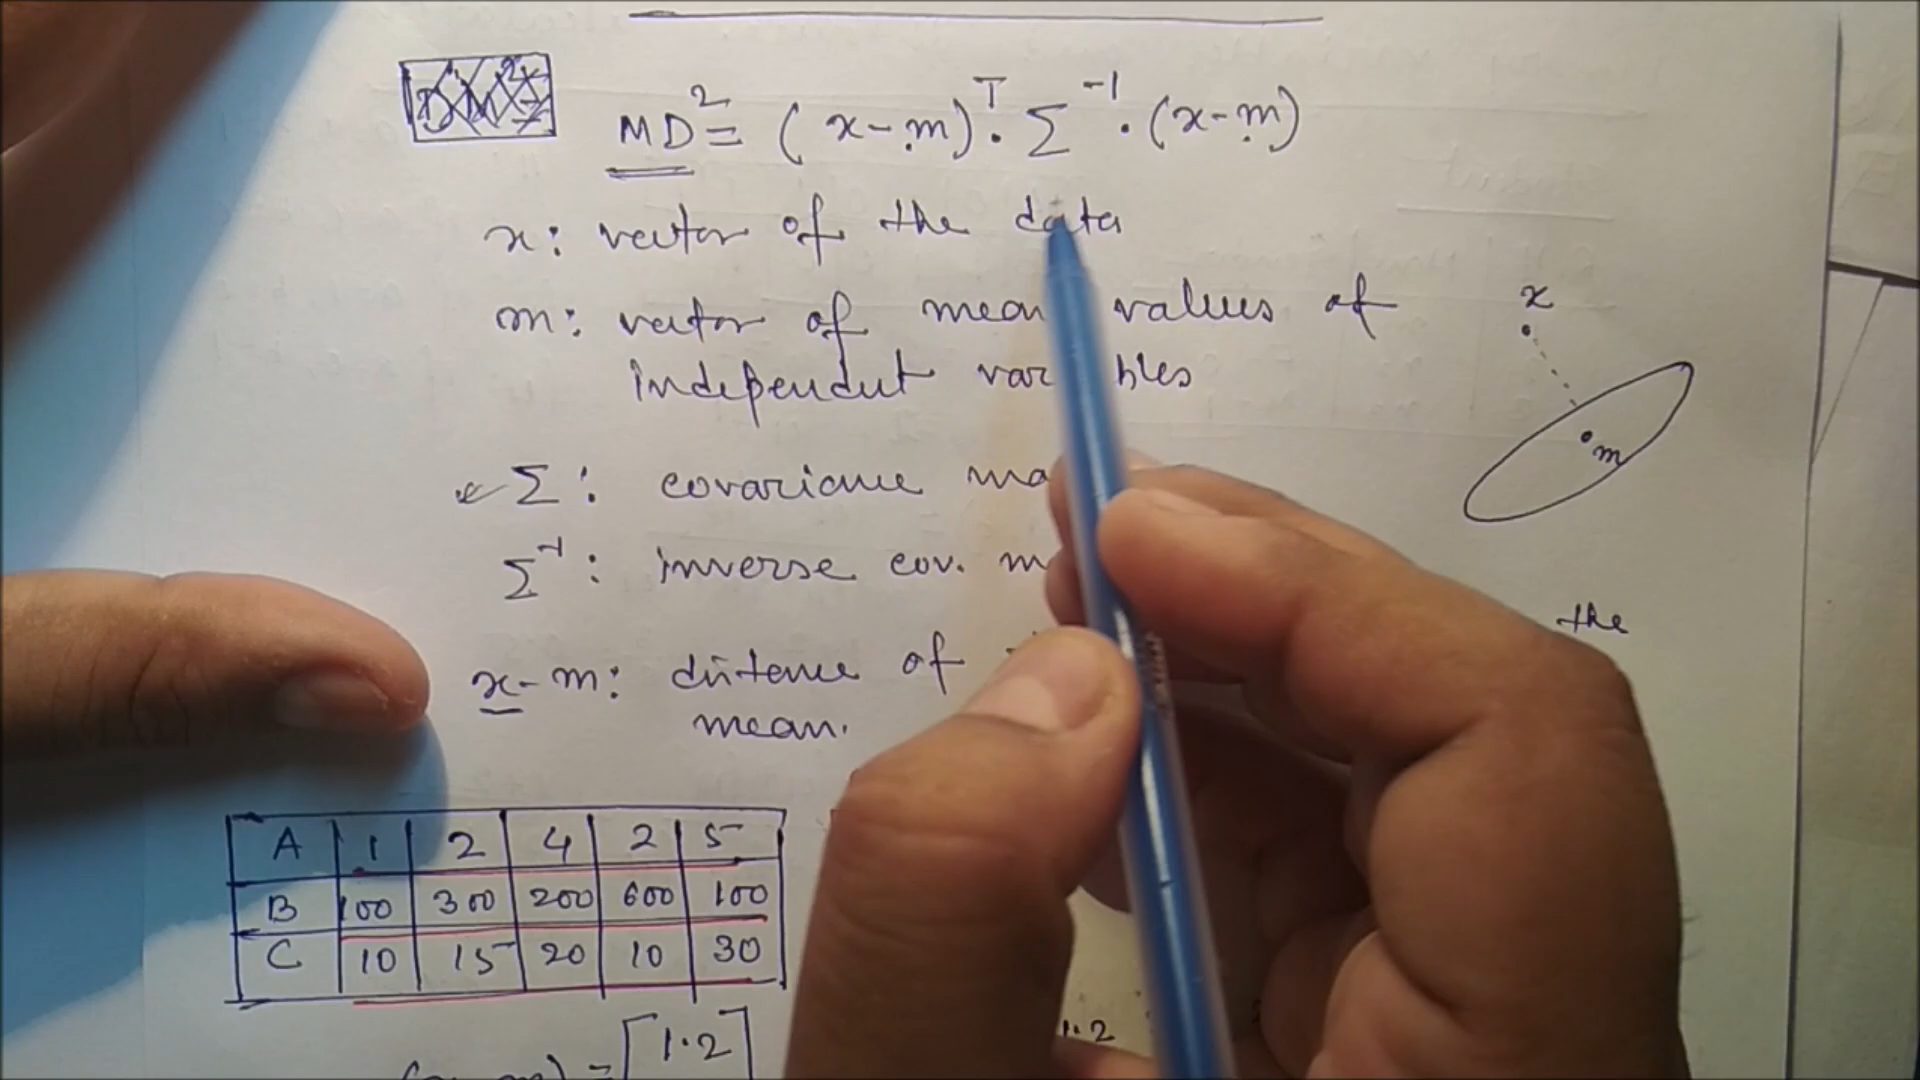 MD² = (x-m)ᵀ. Σ⁻¹. (x-m)
x: vector of the data
m: vector of mean values of
independent
x
m
Σ: covariance
Σ⁻¹: inverse cov.
x-m: distance of the
mean.
A 1 2 4 2 5
B 100 300 200 600 100
C 10 15 20 10 30
= [1.2]
1.2